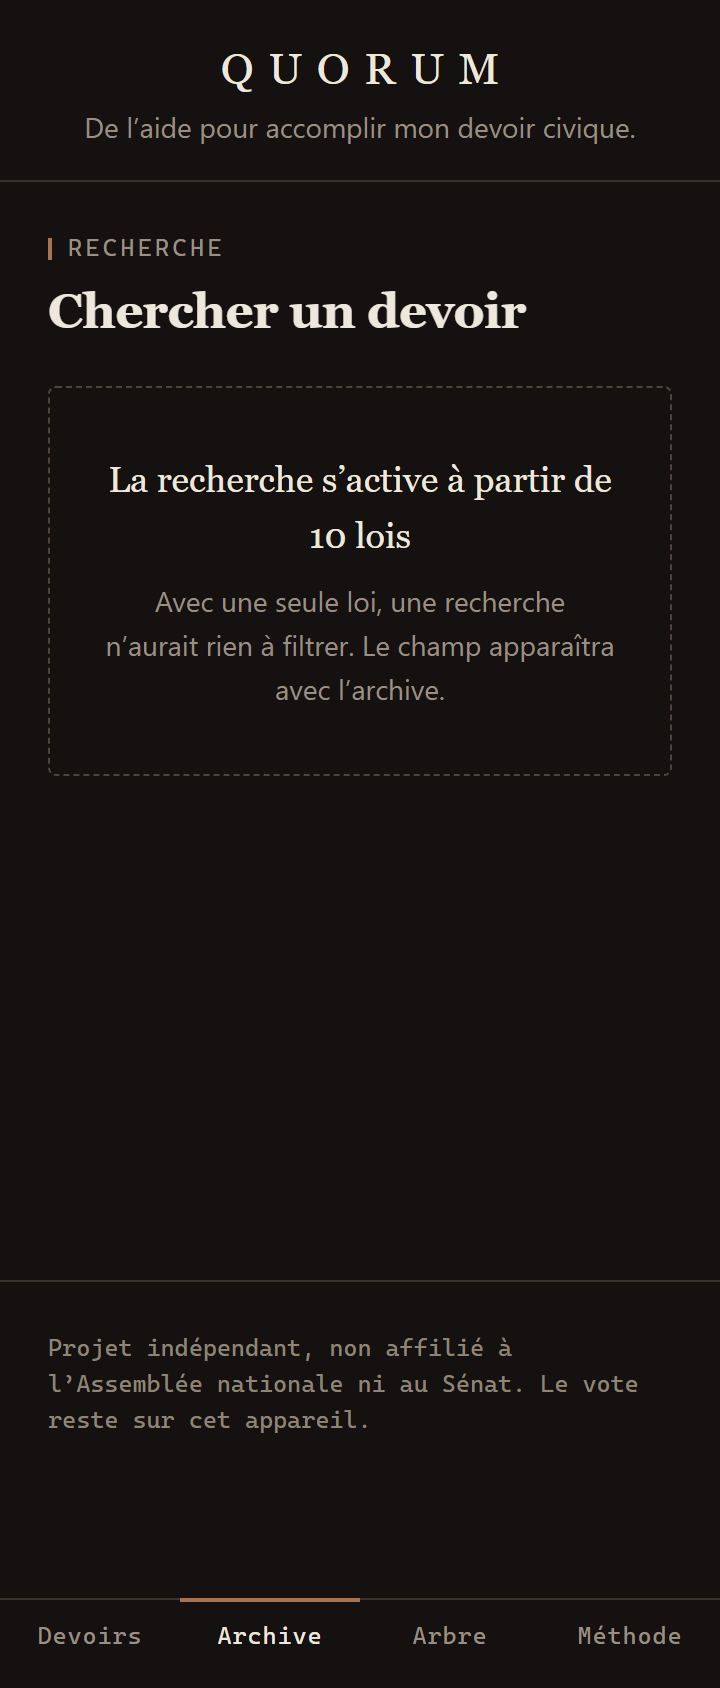 QUORUM
De l’aide pour accomplir mon devoir civique.
RECHERCHE
Chercher un devoir
La recherche s’active à partir de
10 lois
Avec une seule loi, une recherche
n’aurait rien à filtrer. Le champ apparaîtra
avec l’archive.
Projet indépendant, non affilié à
l’Assemblée nationale ni au Sénat. Le vote
reste sur cet appareil.
Devoirs Archive Arbre Méthode